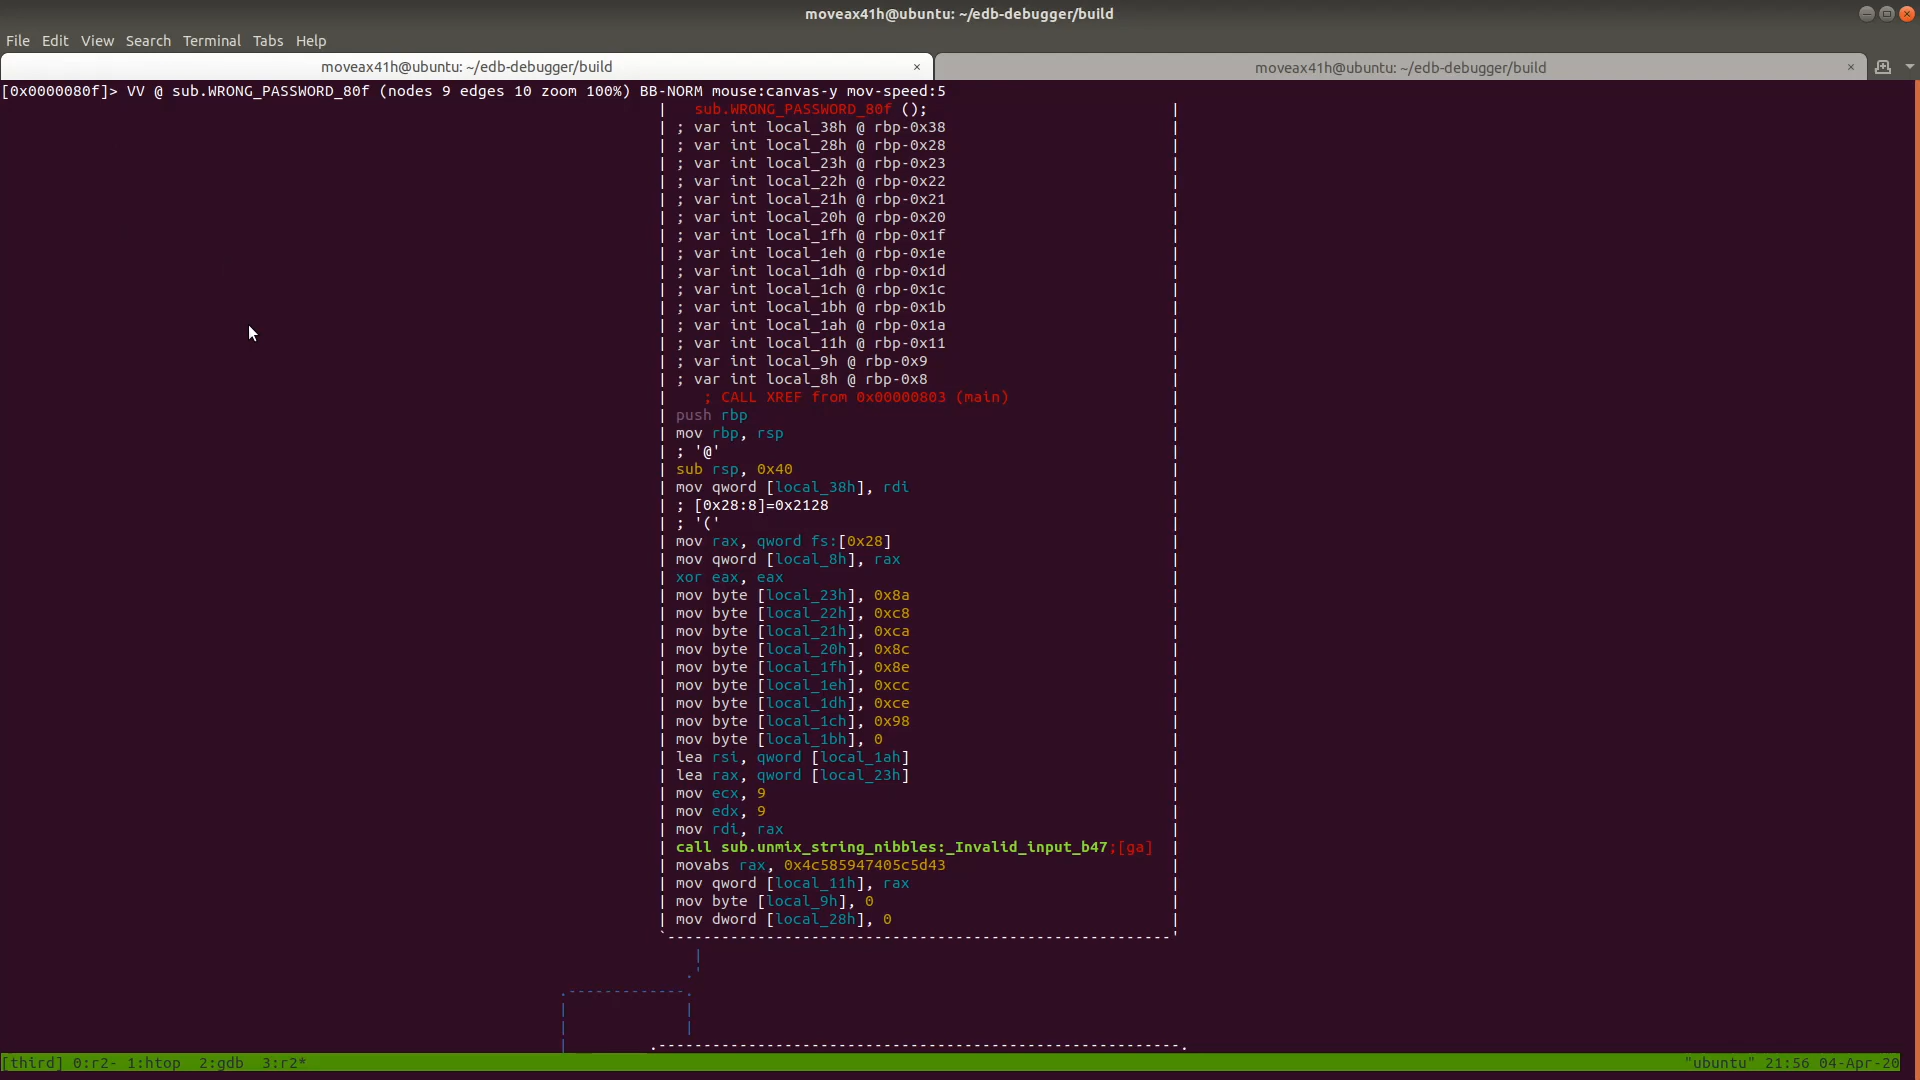 moveax41h@ubuntu: ~/edb-debugger/build
File Edit View Search Terminal Tabs Help
moveax41h@ubuntu: ~/edb-debugger/build × moveax41h@ubuntu: ~/edb-debugger/build ×
[0x0000080f]> VV @ sub.WRONG_PASSWORD_80f (nodes 9 edges 10 zoom 100%) BB-NORM mouse:canvas-y mov-speed:5
sub.WRONG_PASSWORD_80f ();
; var int local_38h @ rbp-0x38
; var int local_28h @ rbp-0x28
; var int local_23h @ rbp-0x23
; var int local_22h @ rbp-0x22
; var int local_21h @ rbp-0x21
; var int local_20h @ rbp-0x20
; var int local_1fh @ rbp-0x1f
; var int local_1eh @ rbp-0x1e
; var int local_1dh @ rbp-0x1d
; var int local_1ch @ rbp-0x1c
; var int local_1bh @ rbp-0x1b
; var int local_1ah @ rbp-0x1a
; var int local_11h @ rbp-0x11
; var int local_9h @ rbp-0x9
; var int local_8h @ rbp-0x8
; CALL XREF from 0x00000803 (main)
push rbp
mov rbp, rsp
; '@'
sub rsp, 0x40
mov qword [local_38h], rdi
; [0x28:8]=0x2128
; '('
mov rax, qword fs:[0x28]
mov qword [local_8h], rax
xor eax, eax
mov byte [local_23h], 0x8a
mov byte [local_22h], 0xc8
mov byte [local_21h], 0xca
mov byte [local_20h], 0x8c
mov byte [local_1fh], 0x8e
mov byte [local_1eh], 0xcc
mov byte [local_1dh], 0xce
mov byte [local_1ch], 0x98
mov byte [local_1bh], 0
lea rsi, qword [local_1ah]
lea rax, qword [local_23h]
mov ecx, 9
mov edx, 9
mov rdi, rax
call sub.unmix_string_nibbles:_Invalid_input_b47;[ga]
movabs rax, 0x4c585947405c5d43
mov qword [local_11h], rax
mov byte [local_9h], 0
mov dword [local_28h], 0
[third] 0:r2- 1:htop 2:gdb 3:r2* "ubuntu" 21:56 04-Apr-20